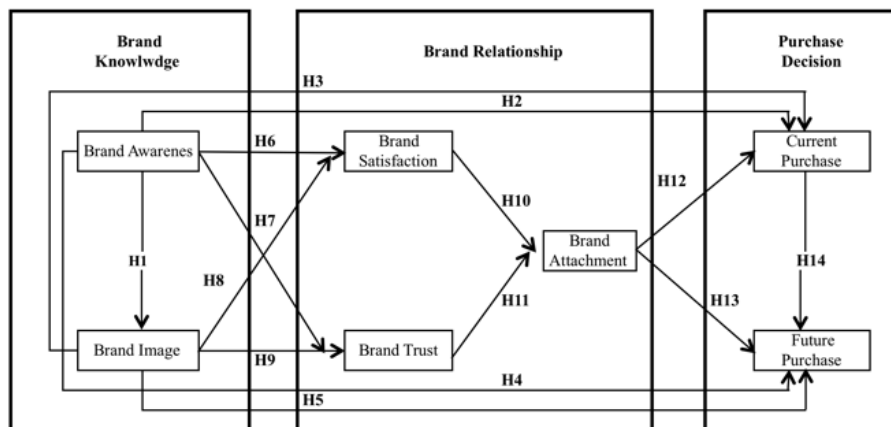 Brand
Knowlwdge
Brand Relationship
Purchase
Decision
H3
H2
Brand Awarenes
H6
Brand
Satisfaction
Current
Purchase
H12
H10
H7
Brand
Attachment
H1
H8
H14
H11
H13
Brand Image
H9
Brand Trust
Future
Purchase
H4
H5